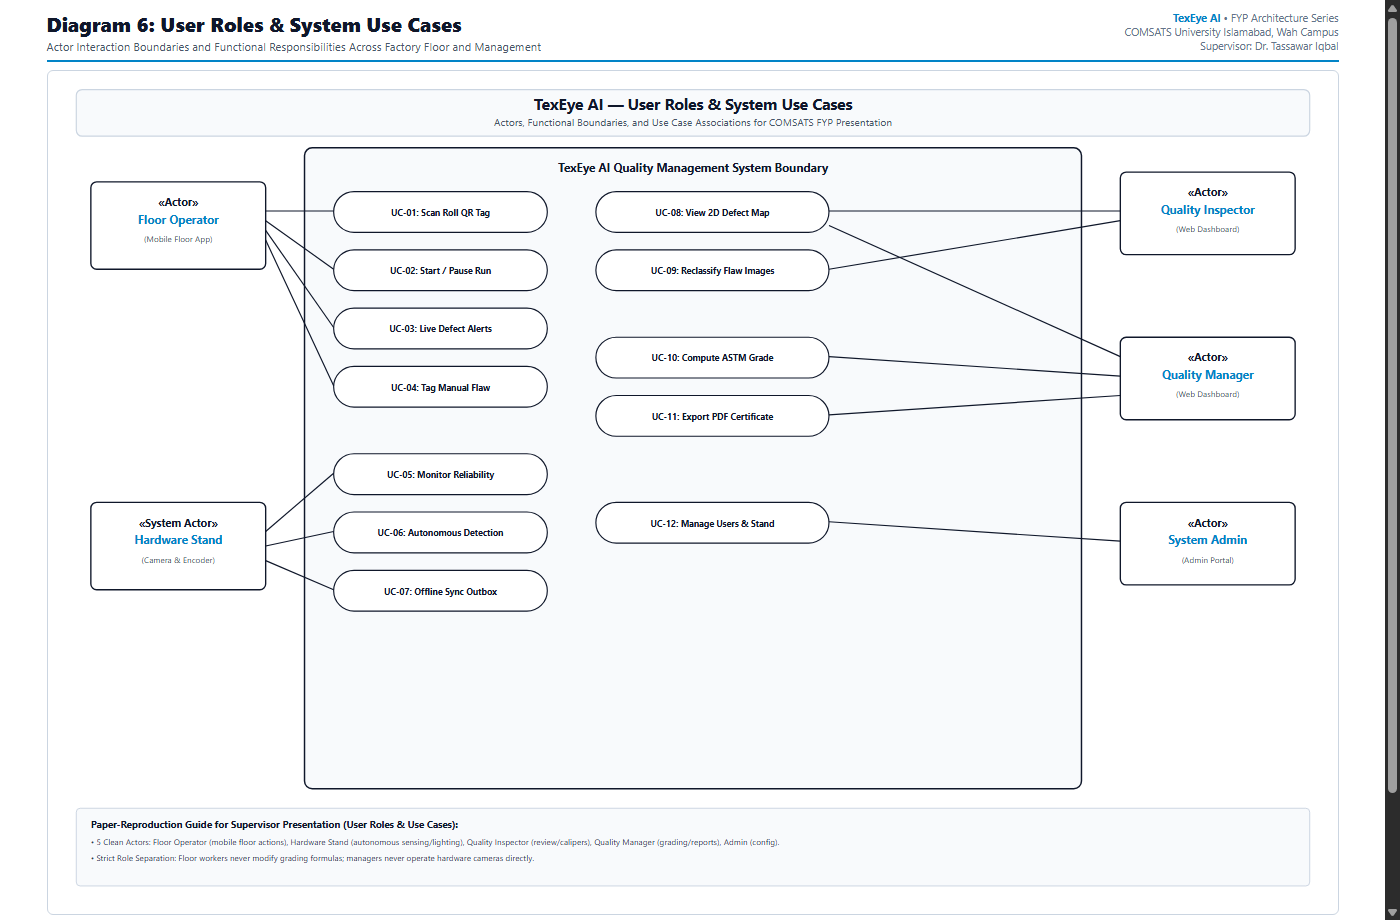 Diagram 6: User Roles & System Use Cases
Actor Interaction Boundaries and Functional Responsibilities Across Factory Floor and Management
TexEye AI • FYP Architecture Series
COMSATS University Islamabad, Wah Campus
Supervisor: Dr. Tassawar Iqbal
TexEye AI — User Roles & System Use Cases
Actors, Functional Boundaries, and Use Case Associations for COMSATS FYP Presentation
TexEye AI Quality Management System Boundary
«Actor»
Floor Operator
(Mobile Floor App)
«System Actor»
Hardware Stand
(Camera & Encoder)
UC-01: Scan Roll QR Tag
UC-02: Start / Pause Run
UC-03: Live Defect Alerts
UC-04: Tag Manual Flaw
UC-05: Monitor Reliability
UC-06: Autonomous Detection
UC-07: Offline Sync Outbox
UC-08: View 2D Defect Map
UC-09: Reclassify Flaw Images
UC-10: Compute ASTM Grade
UC-11: Export PDF Certificate
UC-12: Manage Users & Stand
«Actor»
Quality Inspector
(Web Dashboard)
«Actor»
Quality Manager
(Web Dashboard)
«Actor»
System Admin
(Admin Portal)
Paper-Reproduction Guide for Supervisor Presentation (User Roles & Use Cases):
• 5 Clean Actors: Floor Operator (mobile floor actions), Hardware Stand (autonomous sensing/lighting), Quality Inspector (review/calipers), Quality Manager (grading/reports), Admin (config).
• Strict Role Separation: Floor workers never modify grading formulas; managers never operate hardware cameras directly.